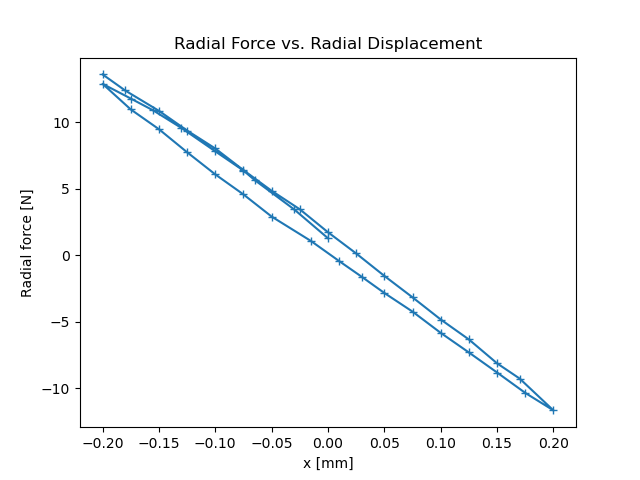 Radial Force vs. Radial Displacement
10
5
0
−5
−10
Radial force [N]
−0.20 −0.15 −0.10 −0.05 0.00 0.05 0.10 0.15 0.20
x [mm]